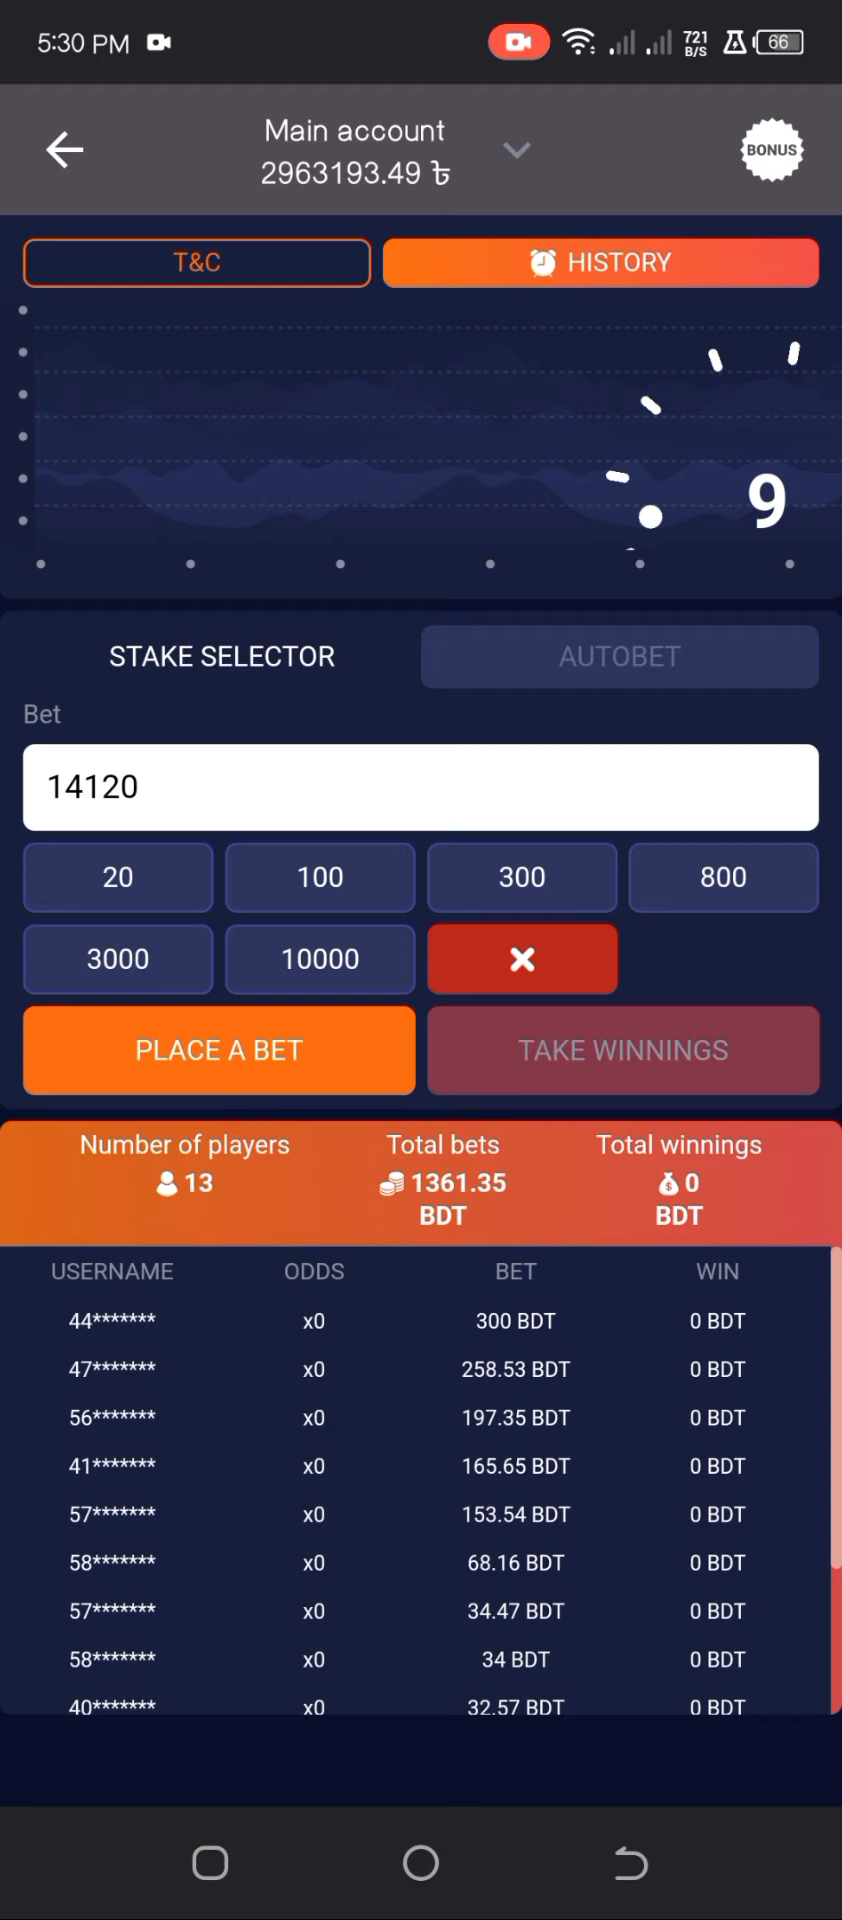 5:30 PM
721
B/S
66
Main account
2963193.49 ৳
BONUS
T&C
HISTORY
9
STAKE SELECTOR
AUTOBET
Bet
14120
20
100
300
800
3000
10000
PLACE A BET
TAKE WINNINGS
Number of players
Total bets
Total winnings
13
1361.35
0
BDT
BDT
USERNAME ODDS BET WIN
44******* x0 300 BDT 0 BDT
47******* x0 258.53 BDT 0 BDT
56******* x0 197.35 BDT 0 BDT
41******* x0 165.65 BDT 0 BDT
57******* x0 153.54 BDT 0 BDT
58******* x0 68.16 BDT 0 BDT
57******* x0 34.47 BDT 0 BDT
58******* x0 34 BDT 0 BDT
40******* x0 32.57 BDT 0 BDT